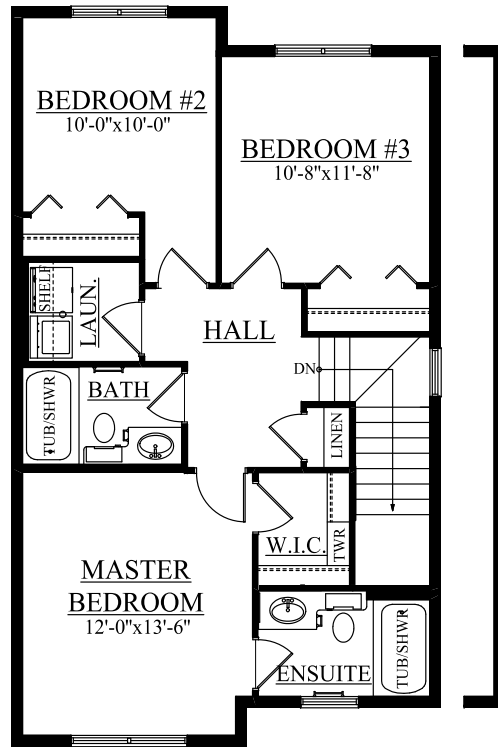 BEDROOM #2
10'-0"x10'-0"
BEDROOM #3
10'-8"x11'-8"
SHELF
LAUN.
HALL
DN
BATH
TUB/SHWR
LINEN
W.I.C.
TWR
MASTER
BEDROOM
12'-0"x13'-6"
ENSUITE
TUB/SHWR